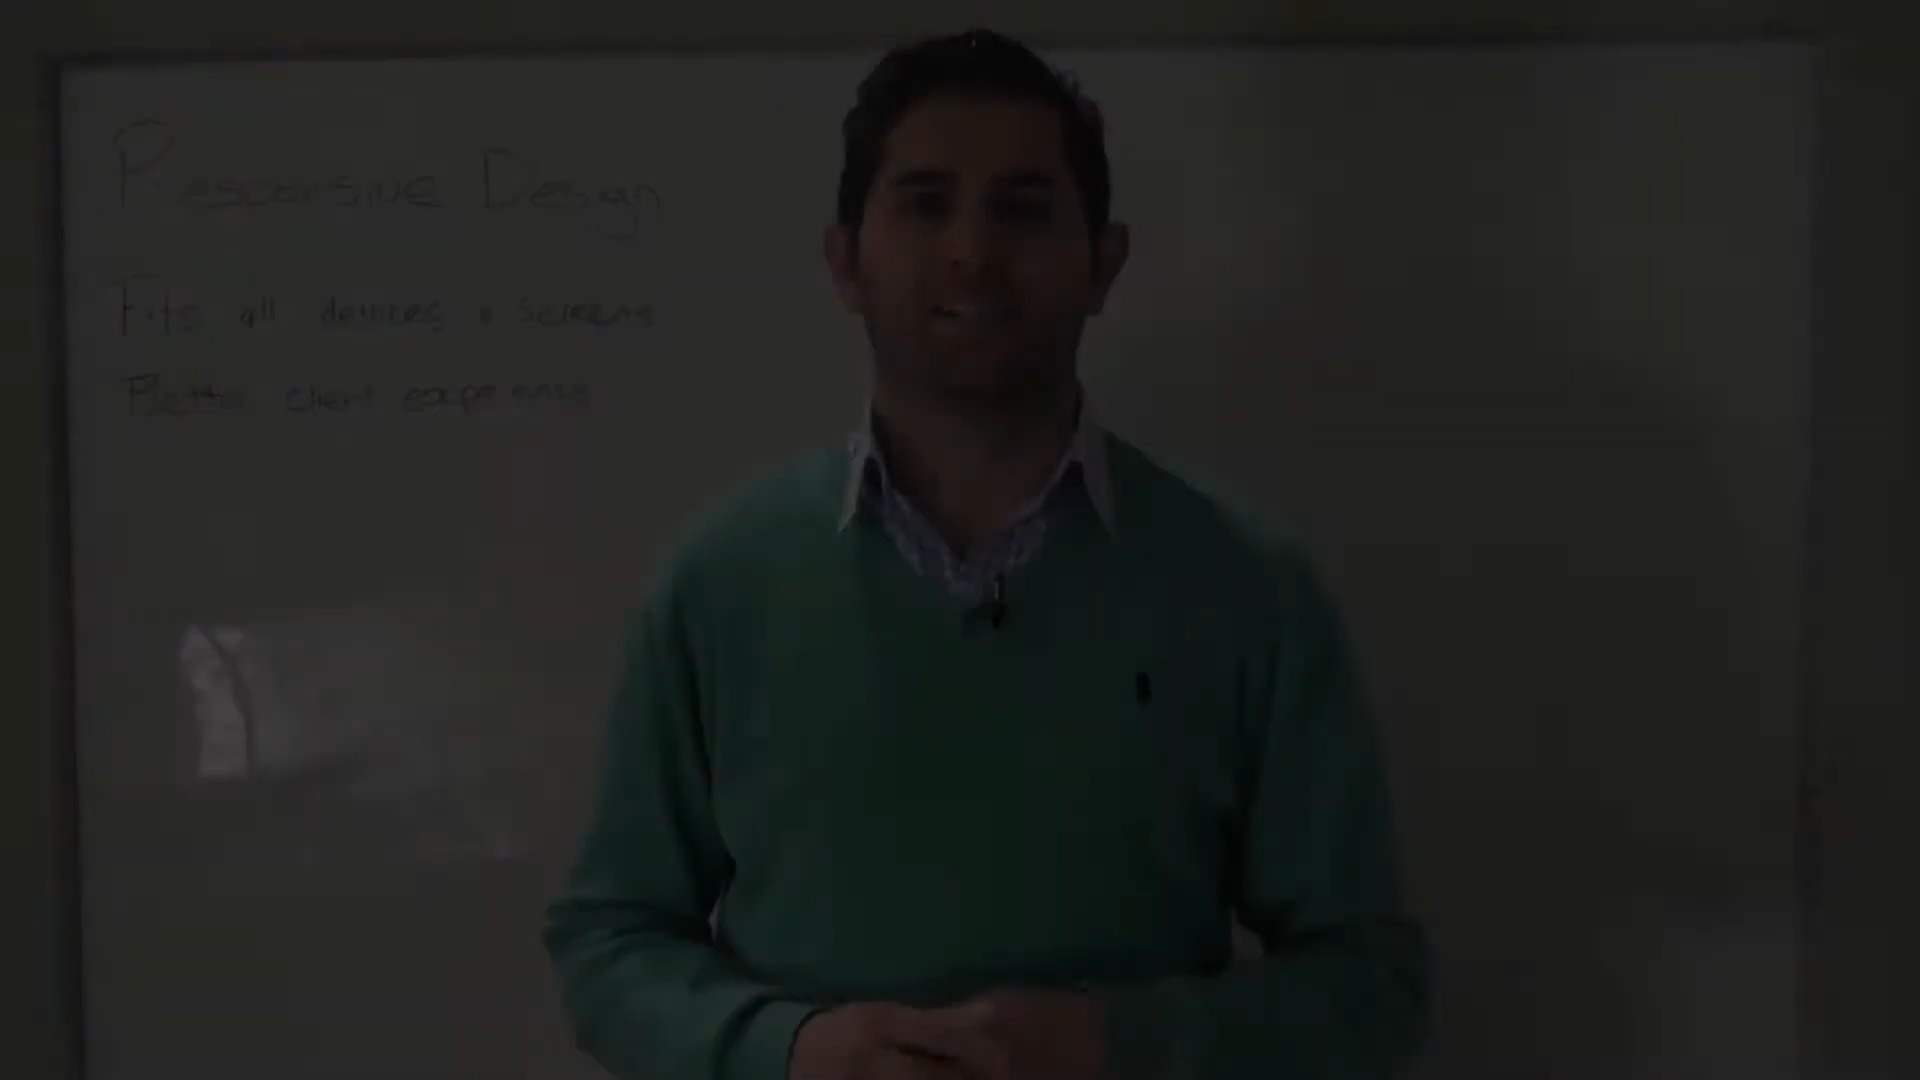 Responsive Design
Fits all devices + screens
Better client experience